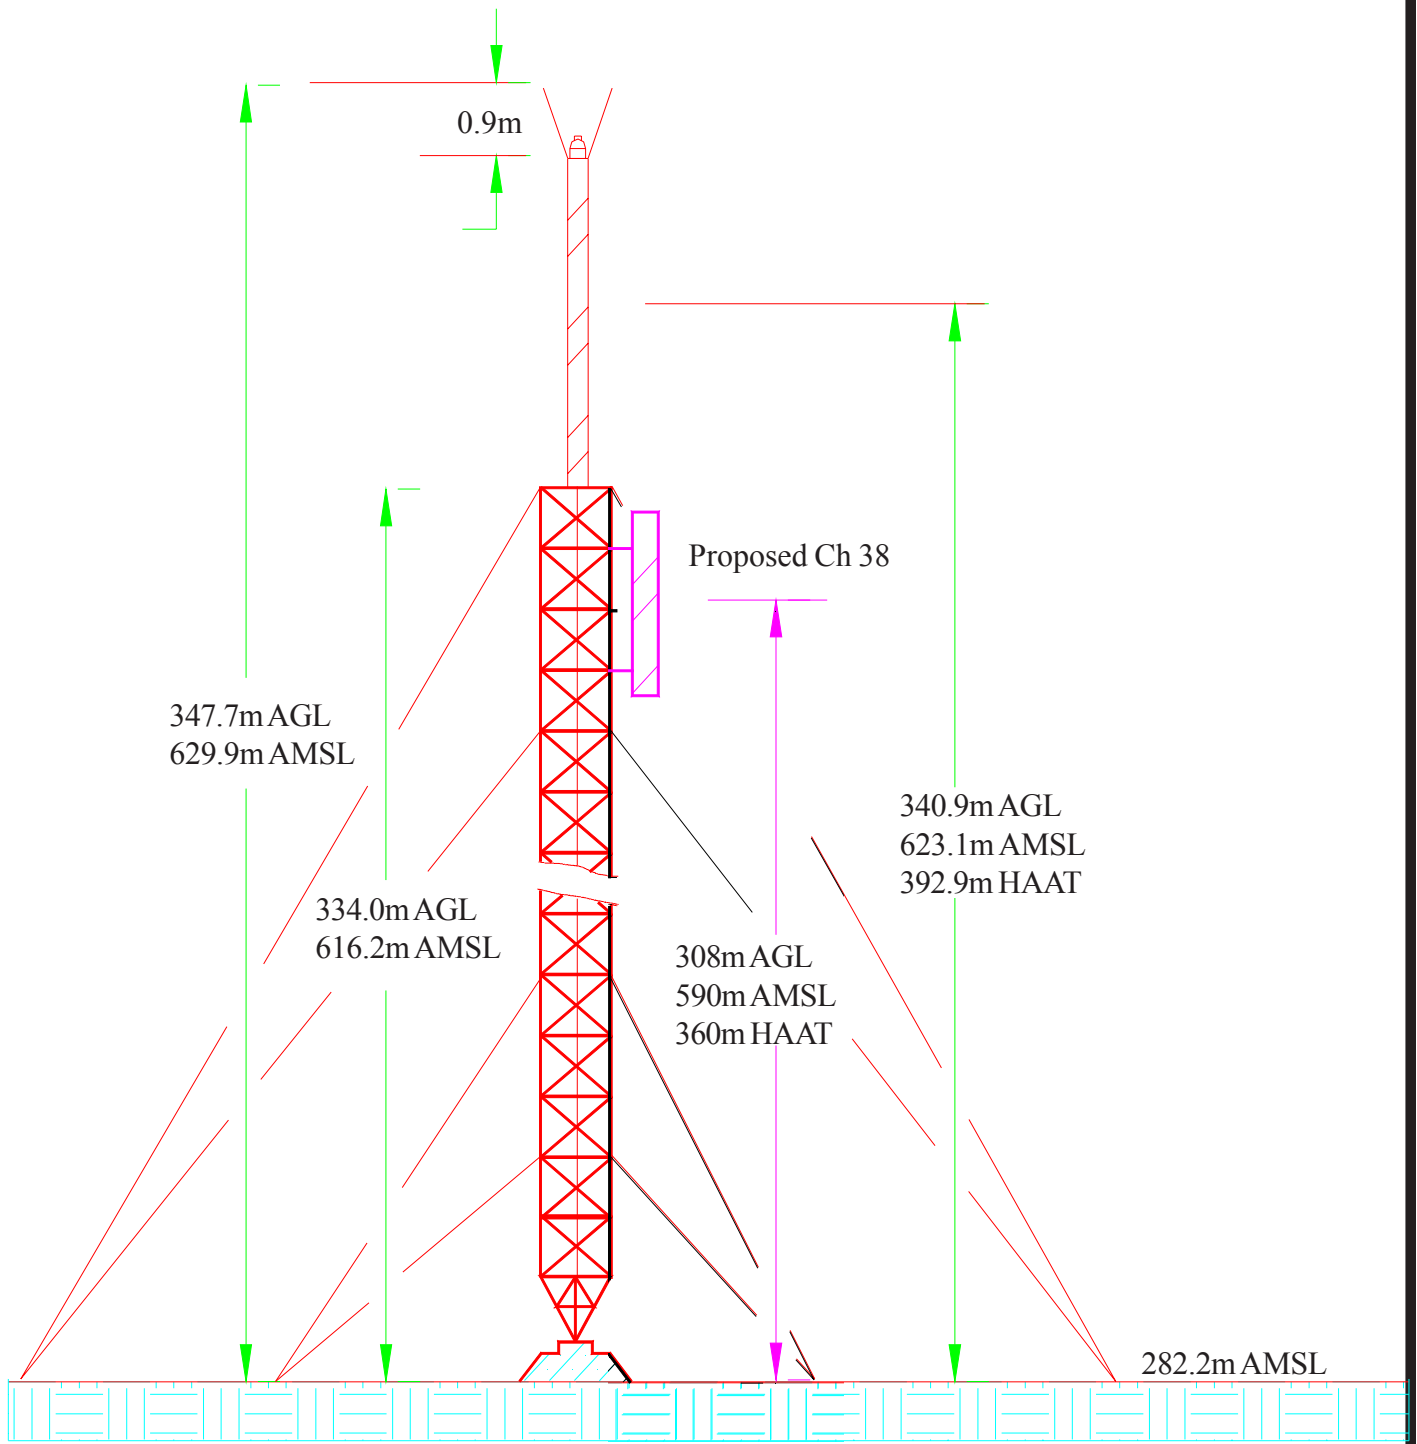 0.9m
Proposed Ch 38
347.7m AGL
629.9m AMSL
340.9m AGL
623.1m AMSL
392.9m HAAT
334.0m AGL
616.2m AMSL
308m AGL
590m AMSL
360m HAAT
282.2m AMSL